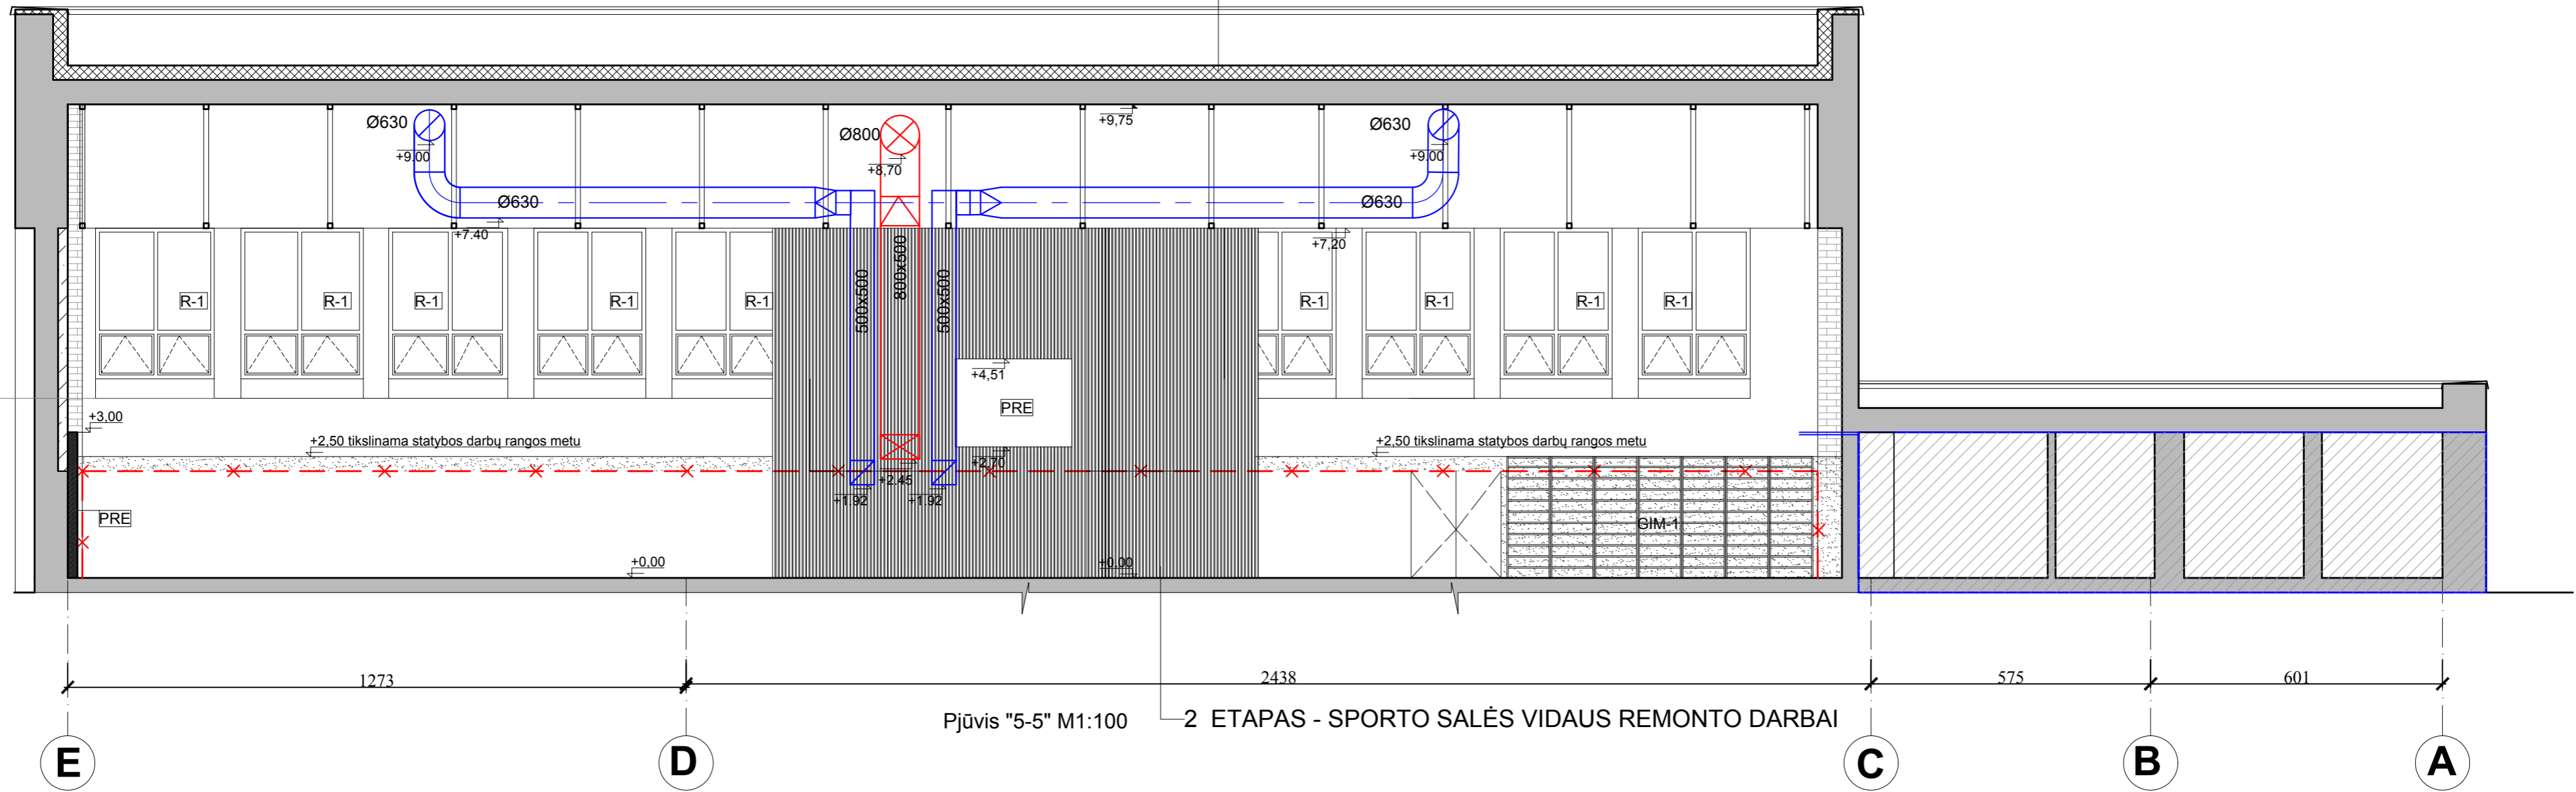 +9,75
Ø630
Ø800
Ø630
+9.00
+8,70
+9.00
Ø630
Ø630
+7.40
+7,20
R-1
R-1
R-1
R-1
R-1
500x500
800x500
500x500
R-1
R-1
R-1
R-1
+4,51
PRE
+3,00
+2,50 tikslinama statybos darbų rangos metu
+2,50 tikslinama statybos darbų rangos metu
+2,70
+2.45
+1.92
+1.92
PRE
GIM-1
+0,00
+0,00
1273
2438
575
601
Pjūvis "5-5" M1:100
2 ETAPAS - SPORTO SALĖS VIDAUS REMONTO DARBAI
E
D
C
B
A